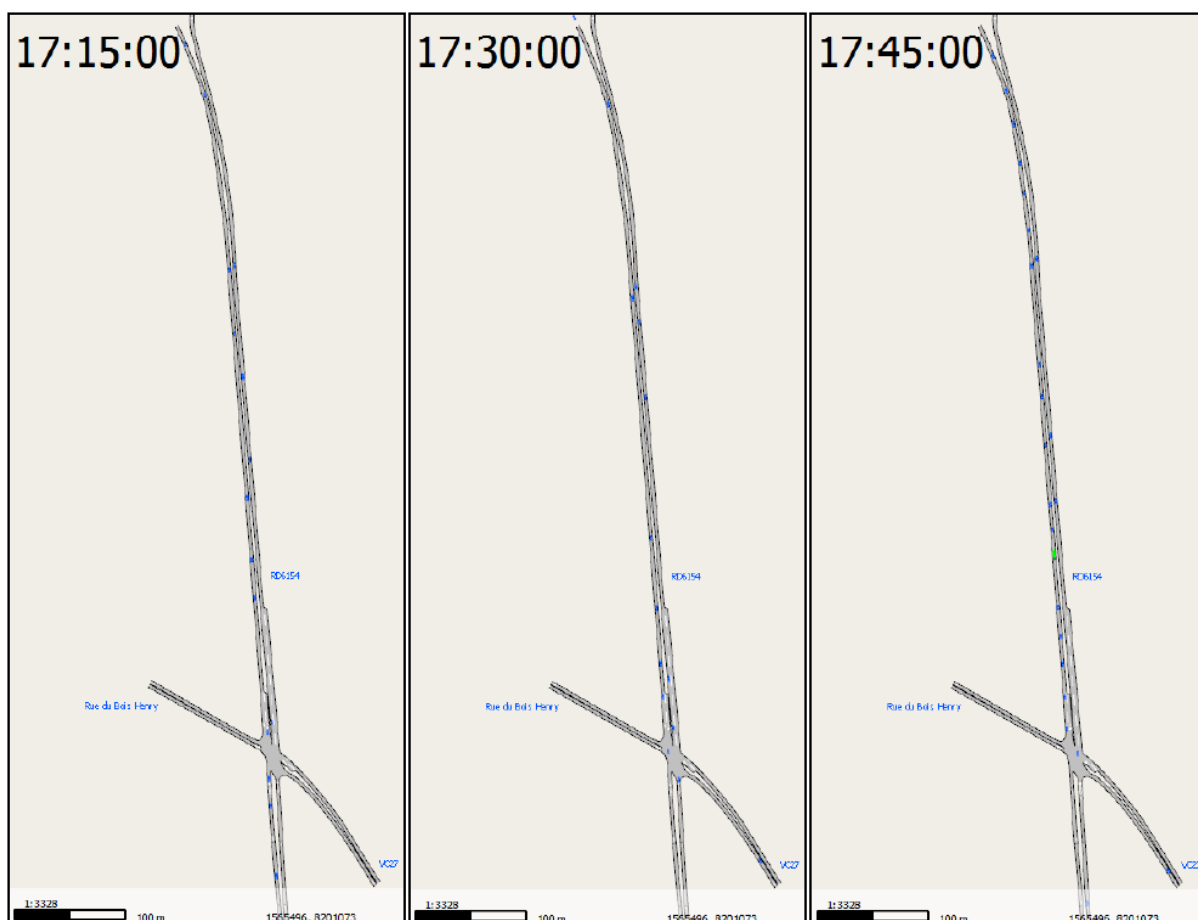 17:15:00
RD6154
Rue du Bois Henry
VC27
1:3328
100 m
1565496, 8201073
17:30:00
RD6154
Rue du Bois Henry
VC27
1:3328
100 m
1565496, 8201073
17:45:00
RD6154
Rue du Bois Henry
VC27
1:3328
100 m
1565496, 8201073